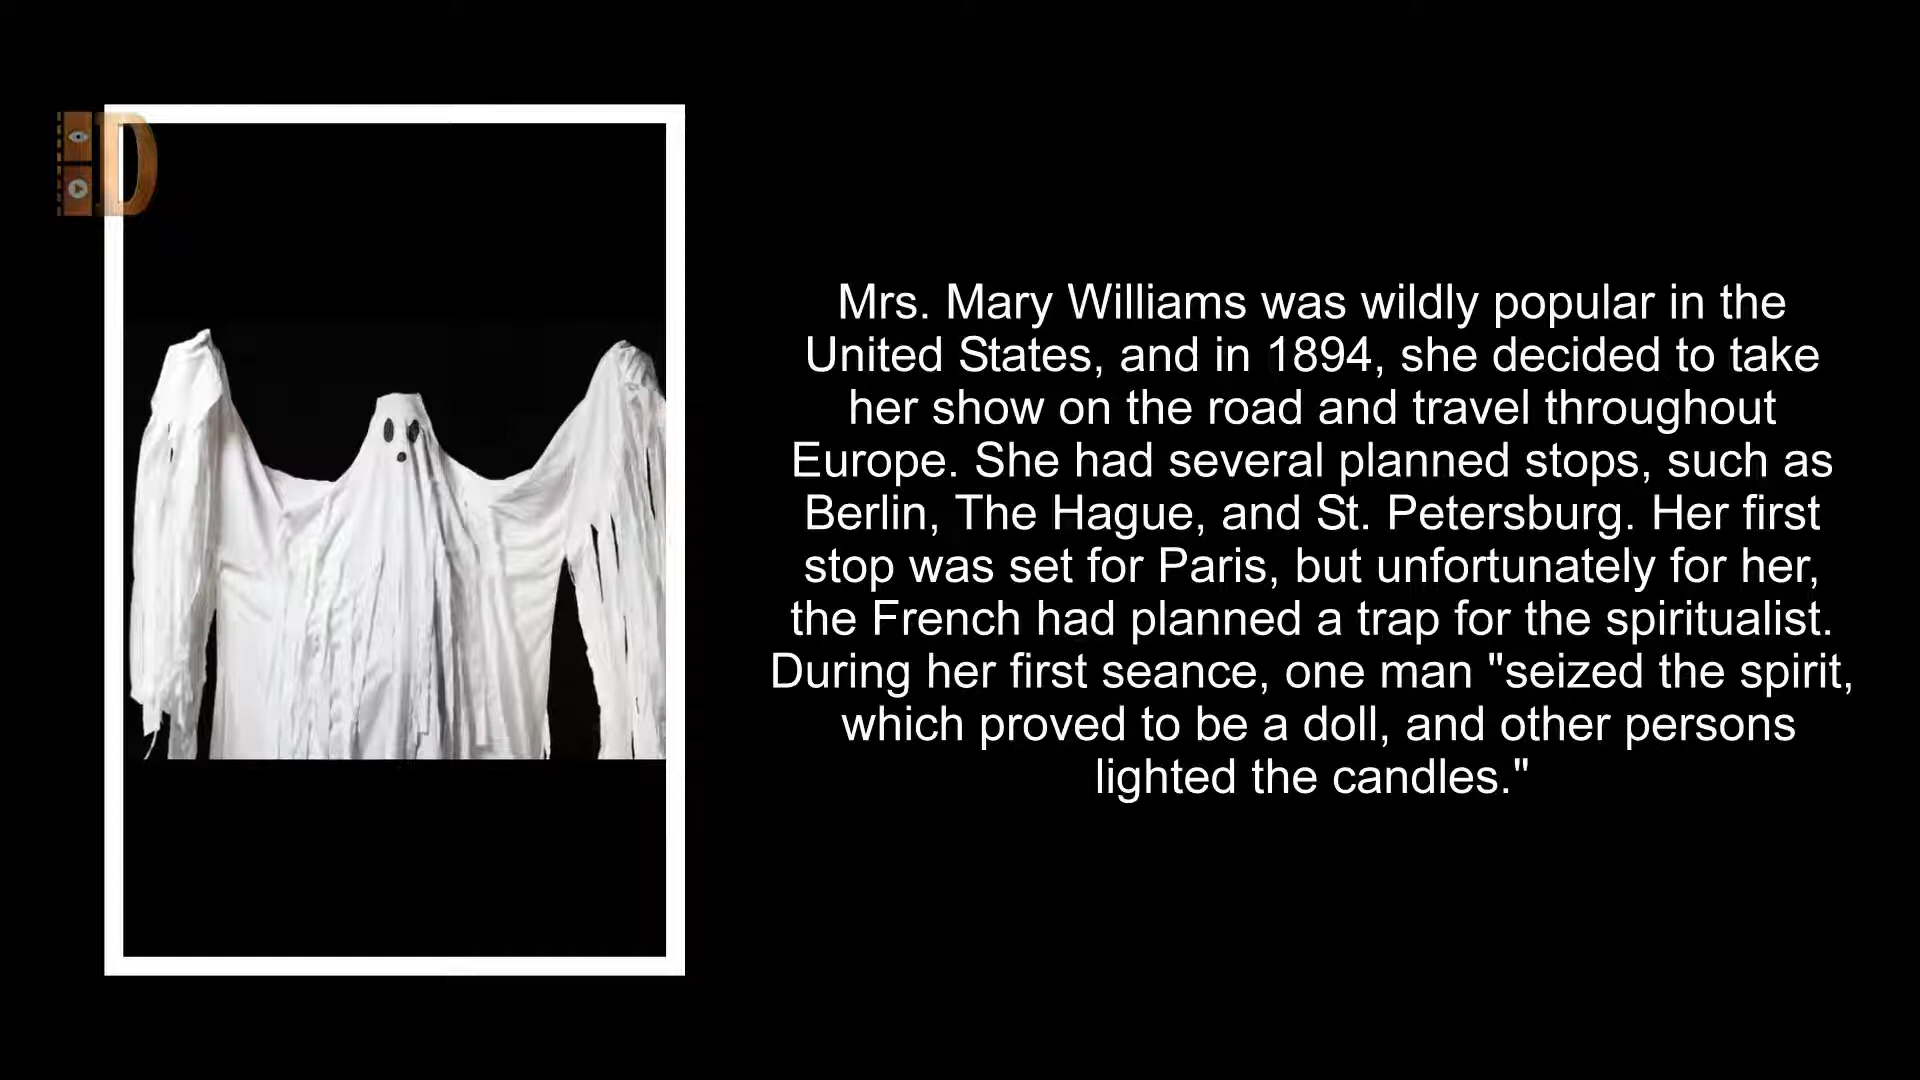 D
Mrs. Mary Williams was wildly popular in the
United States, and in 1894, she decided to take
her show on the road and travel throughout
Europe. She had several planned stops, such as
Berlin, The Hague, and St. Petersburg. Her first
stop was set for Paris, but unfortunately for her,
the French had planned a trap for the spiritualist.
During her first seance, one man "seized the spirit,
which proved to be a doll, and other persons
lighted the candles."